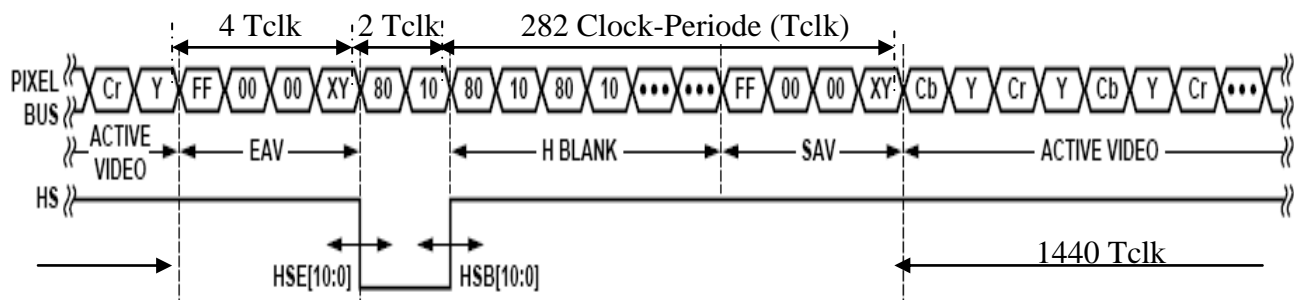 4 Tclk 2 Tclk 282 Clock-Periode (Tclk)
PIXEL BUS Cr Y FF 00 00 XY 80 10 80 10 80 10 ••• ••• FF 00 00 XY Cb Y Cr Y Cb Y Cr •••
ACTIVE VIDEO EAV H BLANK SAV ACTIVE VIDEO
HS
HSE[10:0] HSB[10:0] 1440 Tclk